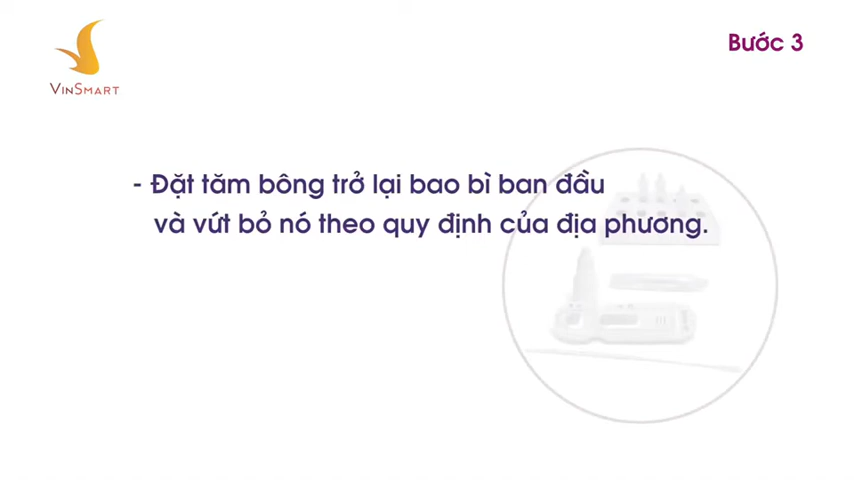 VINSMART
Bước 3
- Đặt tăm bông trở lại bao bì ban đầu
và vứt bỏ nó theo quy định của địa phương.